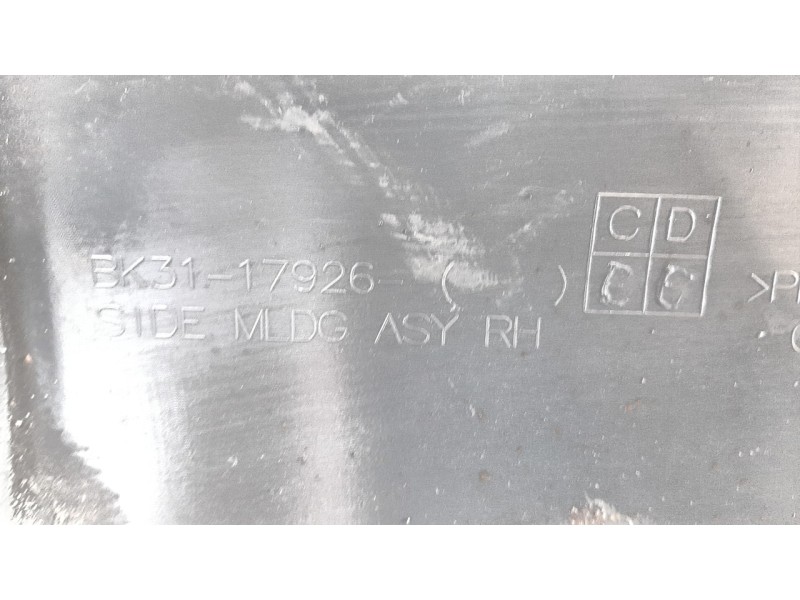 C D
BK31-17926- ( )
SIDE MLDG ASY RH